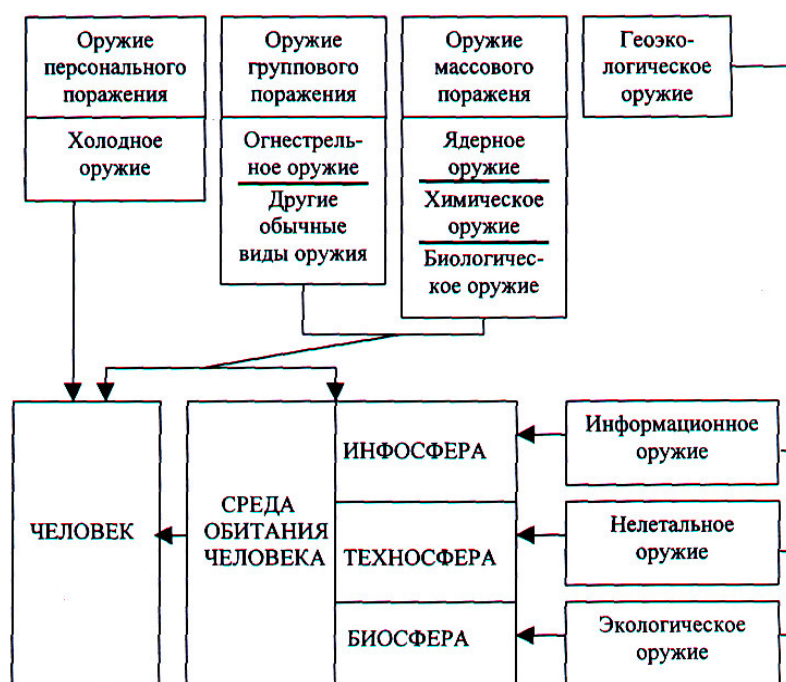 Оружие
персонального
поражения
Холодное
оружие
Оружие
группового
поражения
Огнестрель-
ное оружие
Другие
обычные
виды оружия
Оружие
массового
пораженя
Ядерное
оружие
Химическое
оружие
Биологичес-
кое оружие
Геоэко-
логическое
оружие
ЧЕЛОВЕК
СРЕДА
ОБИТАНИЯ
ЧЕЛОВЕКА
ИНФОСФЕРА
ТЕХНОСФЕРА
БИОСФЕРА
Информационное
оружие
Нелетальное
оружие
Экологическое
оружие